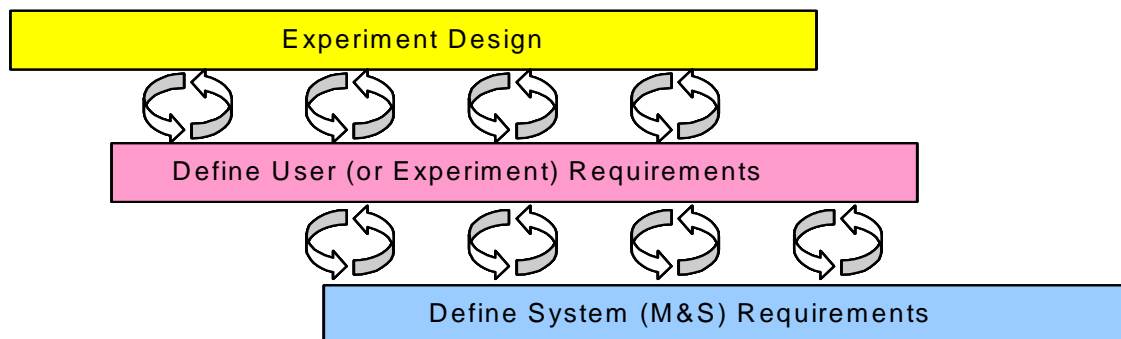 Experiment Design
Define User (or Experiment) Requirements
Define System (M&S) Requirements